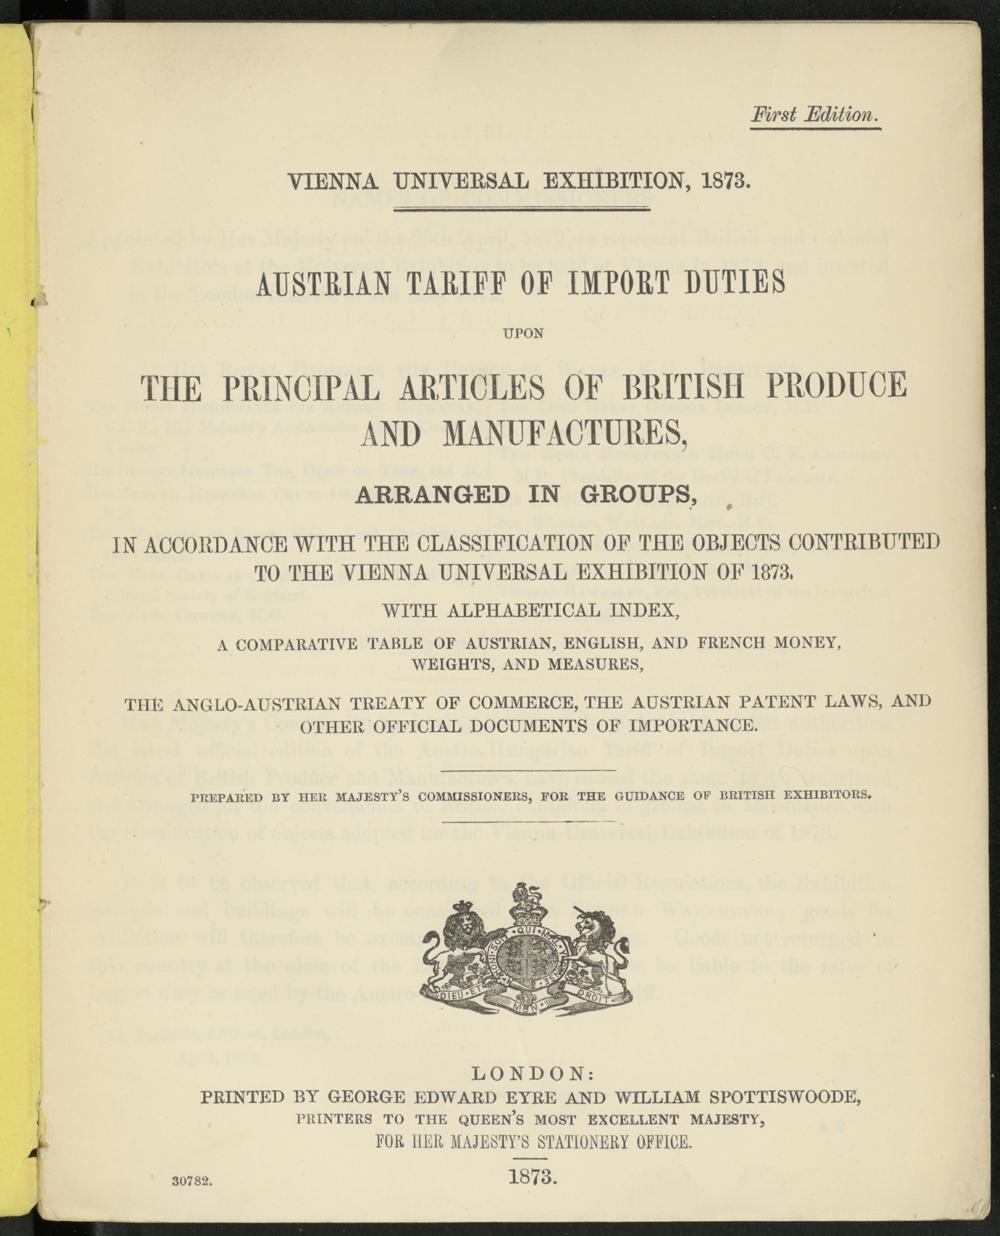 First Edition.
VIENNA UNIVERSAL EXHIBITION, 1873.
AUSTRIAN TARIFF OF IMPORT DUTIES
UPON
THE PRINCIPAL ARTICLES OF BRITISH PRODUCE
AND MANUFACTURES,
ARRANGED IN GROUPS,
IN ACCORDANCE WITH THE CLASSIFICATION OF THE OBJECTS CONTRIBUTED
TO THE VIENNA UNIVERSAL EXHIBITION OF 1873.
WITH ALPHABETICAL INDEX,
A COMPARATIVE TABLE OF AUSTRIAN, ENGLISH, AND FRENCH MONEY,
WEIGHTS, AND MEASURES,
THE ANGLO-AUSTRIAN TREATY OF COMMERCE, THE AUSTRIAN PATENT LAWS, AND
OTHER OFFICIAL DOCUMENTS OF IMPORTANCE.
PREPARED BY HER MAJESTY'S COMMISSIONERS, FOR THE GUIDANCE OF BRITISH EXHIBITORS.
HONI·SOI·QUI·MAL
DIEU·ET MON DROIT
LONDON:
PRINTED BY GEORGE EDWARD EYRE AND WILLIAM SPOTTISWOODE,
PRINTERS TO THE QUEEN'S MOST EXCELLENT MAJESTY,
FOR HER MAJESTY'S STATIONERY OFFICE.
1873.
30782.